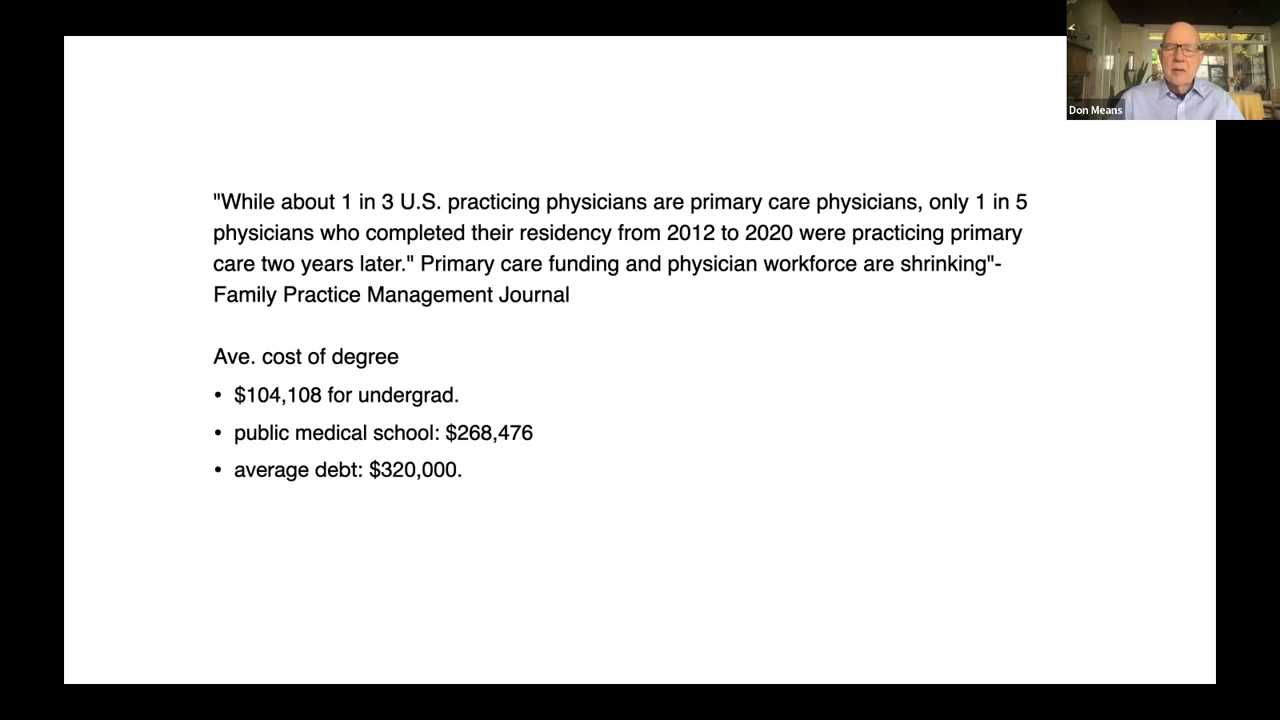 Don Means
"While about 1 in 3 U.S. practicing physicians are primary care physicians, only 1 in 5
physicians who completed their residency from 2012 to 2020 were practicing primary
care two years later." Primary care funding and physician workforce are shrinking"-
Family Practice Management Journal
Ave. cost of degree
• $104,108 for undergrad.
• public medical school: $268,476
• average debt: $320,000.